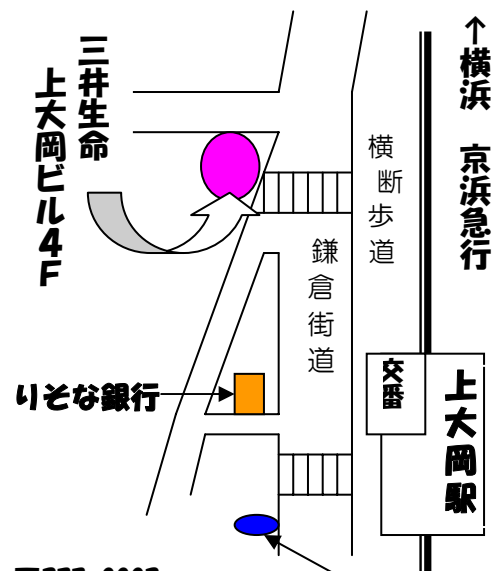 三井生命
上大岡ビル4F
↑横浜　京浜急行
横断歩道
鎌倉街道
りそな銀行
交番
上大岡駅